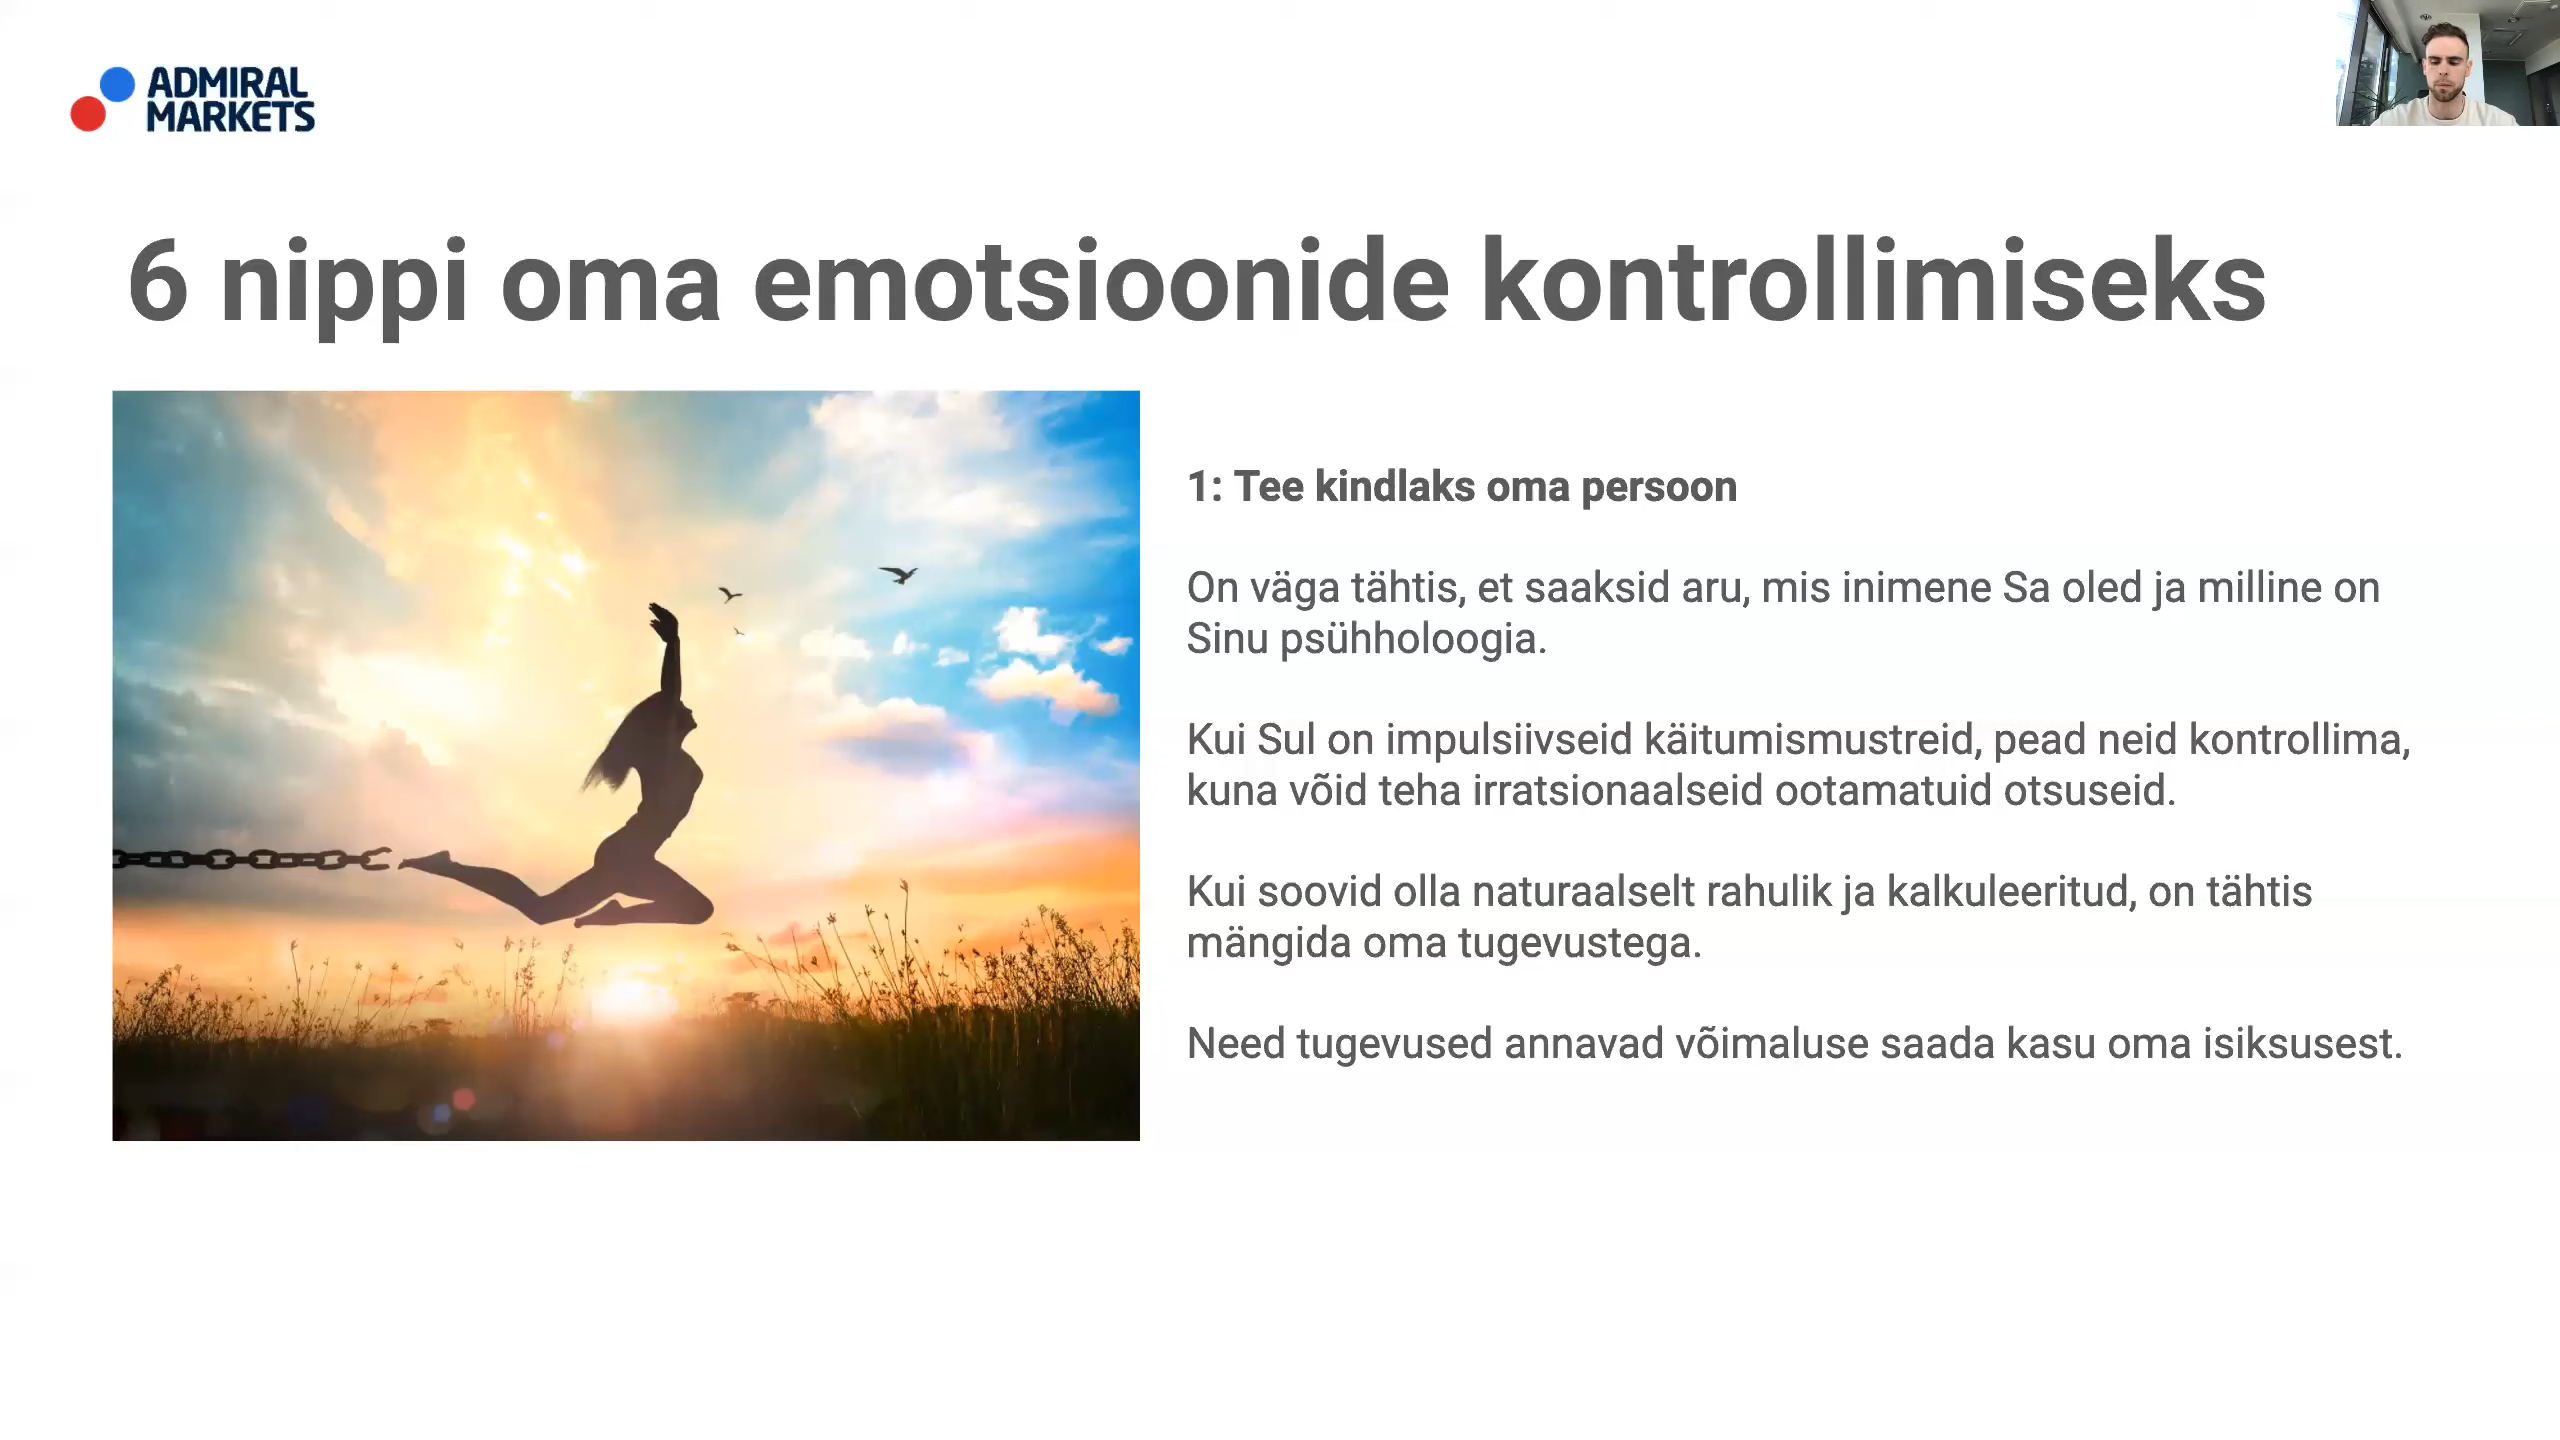 ADMIRAL
MARKETS
6 nippi oma emotsioonide kontrollimiseks
1: Tee kindlaks oma persoon
On väga tähtis, et saaksid aru, mis inimene Sa oled ja milline on
Sinu psühholoogia.
Kui Sul on impulsiivseid käitumismustreid, pead neid kontrollima,
kuna võid teha irratsionaalseid ootamatuid otsuseid.
Kui soovid olla naturaalselt rahulik ja kalkuleeritud, on tähtis
mängida oma tugevustega.
Need tugevused annavad võimaluse saada kasu oma isiksusest.